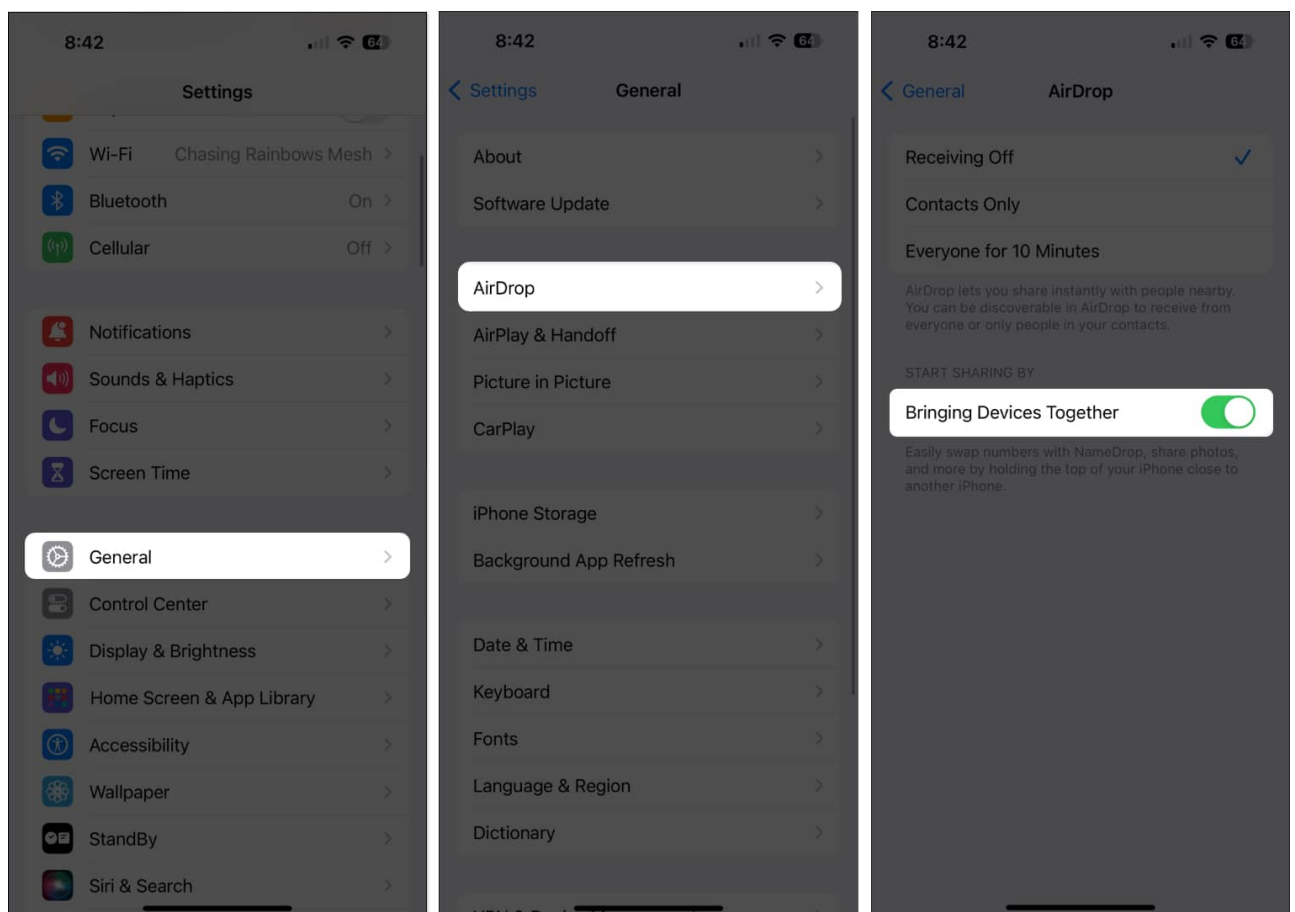 8:42
64
Settings
Wi-Fi Chasing Rainbows Mesh
Bluetooth On
Cellular Off
Notifications
Sounds & Haptics
Focus
Screen Time
General
Control Center
Display & Brightness
Home Screen & App Library
Accessibility
Wallpaper
StandBy
Siri & Search
8:42
64
Settings General
About
Software Update
AirDrop
AirPlay & Handoff
Picture in Picture
CarPlay
iPhone Storage
Background App Refresh
Date & Time
Keyboard
Fonts
Language & Region
Dictionary
8:42
64
General AirDrop
Receiving Off
Contacts Only
Everyone for 10 Minutes
AirDrop lets you share instantly with people nearby.
You can be discoverable in AirDrop to receive from
everyone or only people in your contacts.
START SHARING BY
Bringing Devices Together
Easily swap numbers with NameDrop, share photos,
and more by holding the top of your iPhone close to
another iPhone.